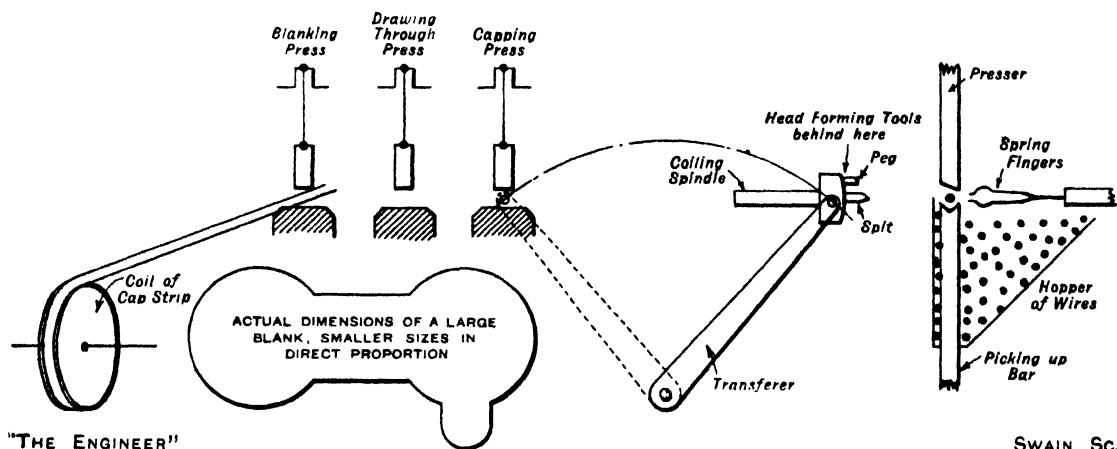 Blanking
Press
Drawing
Through
Press
Capping
Press
Head Forming Tools
behind here
Peg
Coiling
Spindle
Split
Presser
Spring
Fingers
Coil of
Cap Strip
ACTUAL DIMENSIONS OF A LARGE
BLANK, SMALLER SIZES IN
DIRECT PROPORTION
Transferer
Hopper
of Wires
Picking up
Bar
"THE ENGINEER"
SWAIN SC.